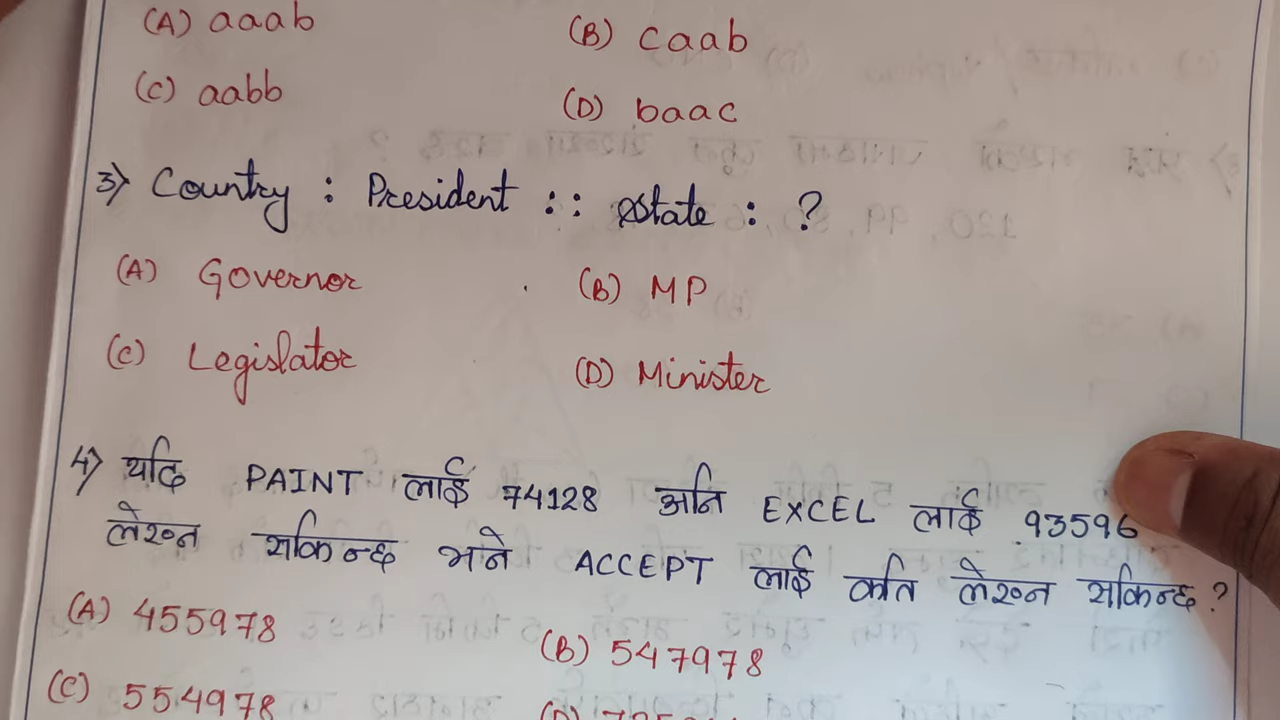 (A) aaab (B) caab
(C) aabb (D) baac
3) Country : President :: state : ?
(A) Governor (B) MP
(C) Legislator (D) Minister
4) यदि PAINT लाई 74128 अनि EXCEL लाई 93596
लेख्न सकिन्छ भने ACCEPT लाई कति लेख्न सकिन्छ ?
(A) 455978 (B) 547978
(C) 554978 (D)